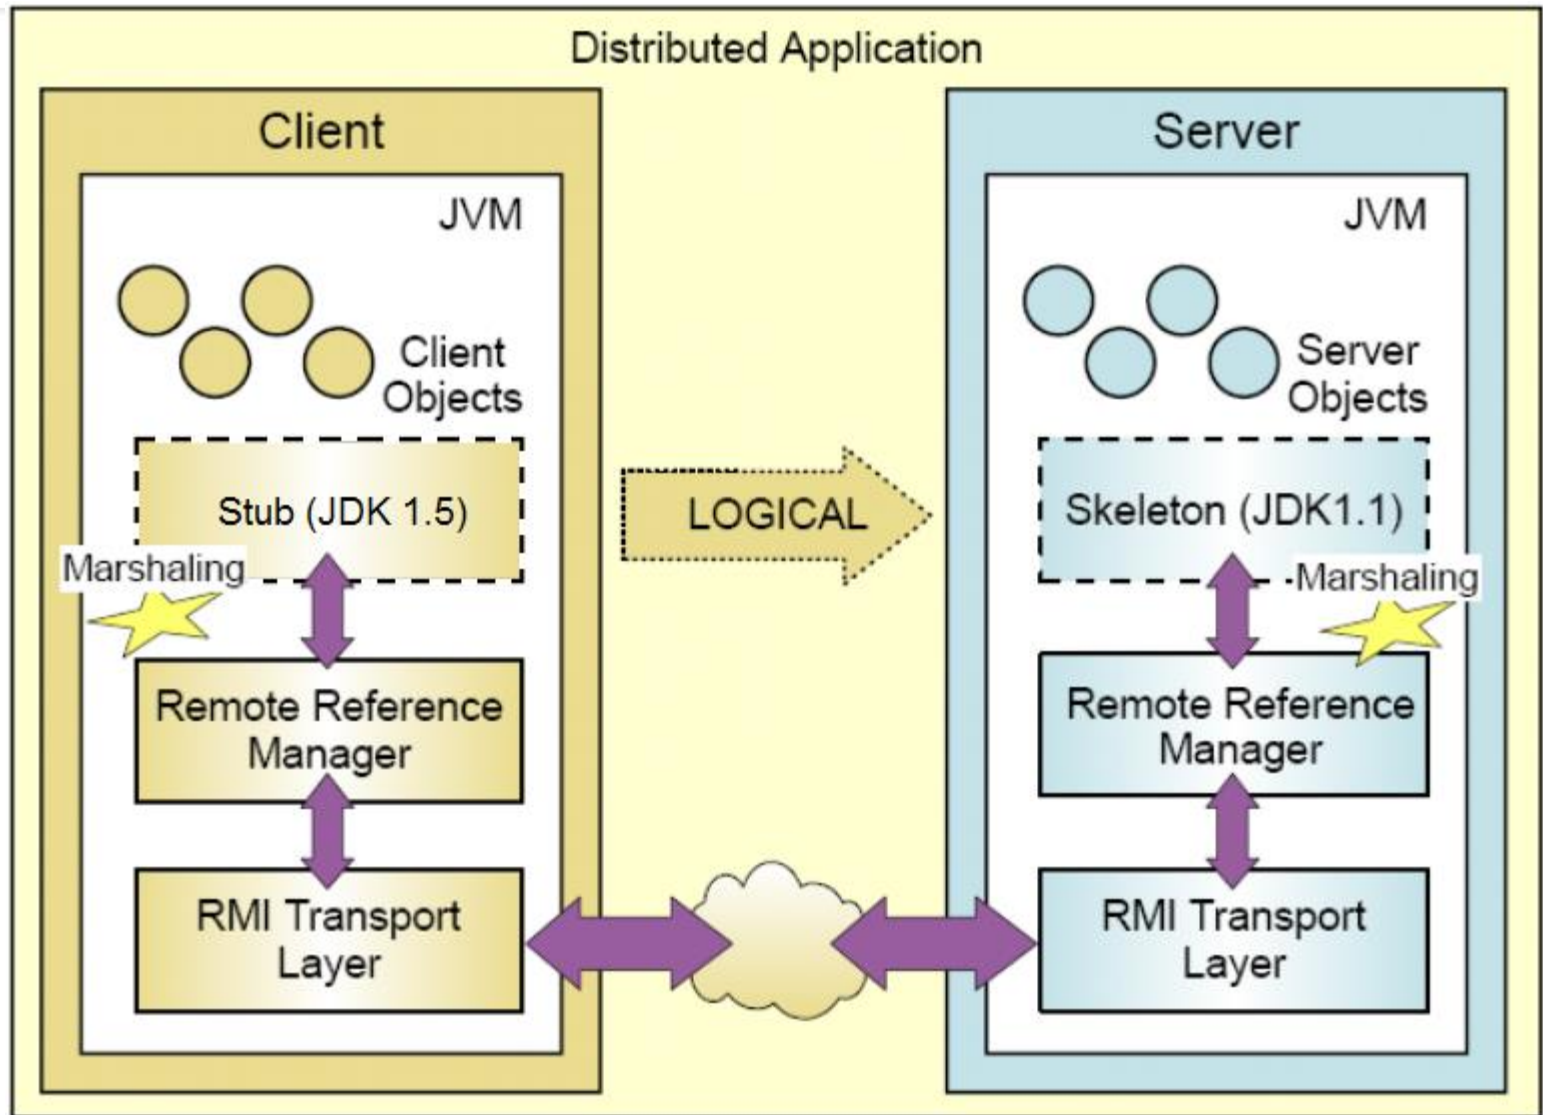 Distributed Application
Client
JVM
Client
Objects
Stub (JDK 1.5)
Marshaling
Remote Reference
Manager
RMI Transport
Layer
LOGICAL
Server
JVM
Server
Objects
Skeleton (JDK1.1)
Marshaling
Remote Reference
Manager
RMI Transport
Layer